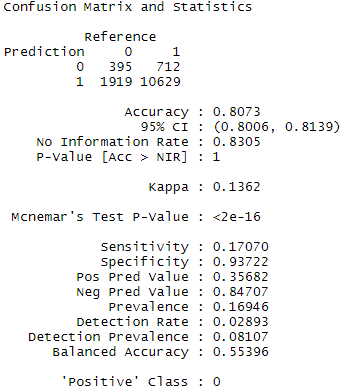 Confusion Matrix and Statistics
Reference
Prediction 0 1
0 395 712
1 1919 10629
Accuracy : 0.8073
95% CI : (0.8006, 0.8139)
No Information Rate : 0.8305
P-Value [Acc > NIR] : 1
Kappa : 0.1362
Mcnemar's Test P-Value : <2e-16
Sensitivity : 0.17070
Specificity : 0.93722
Pos Pred Value : 0.35682
Neg Pred Value : 0.84707
Prevalence : 0.16946
Detection Rate : 0.02893
Detection Prevalence : 0.08107
Balanced Accuracy : 0.55396
'Positive' Class : 0